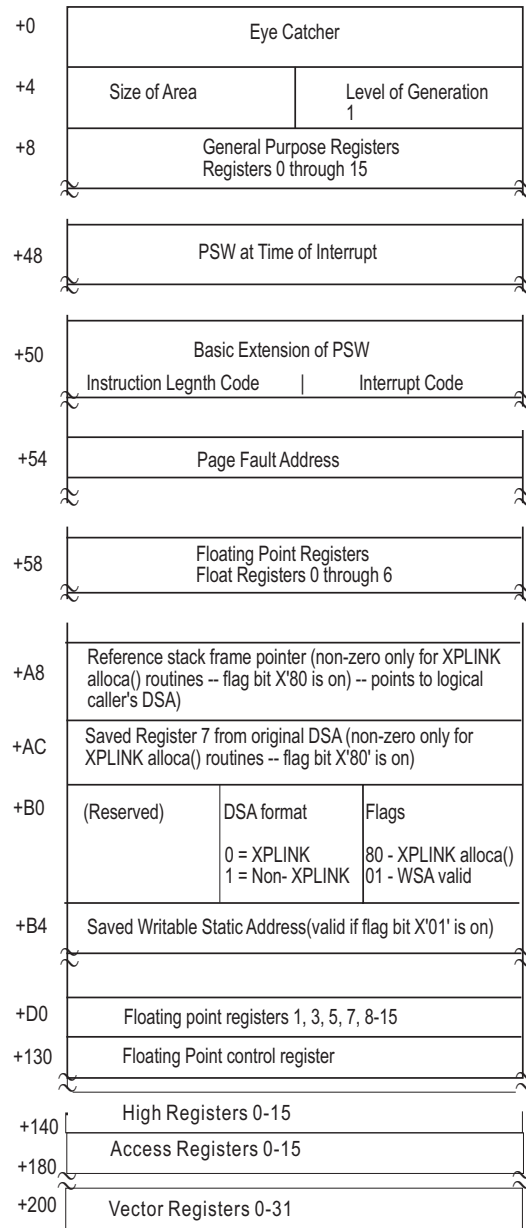 +0
Eye Catcher
+4
Size of Area
Level of Generation
1
+8
General Purpose Registers
Registers 0 through 15
+48
PSW at Time of Interrupt
+50
Basic Extension of PSW
Instruction Legnth Code | Interrupt Code
+54
Page Fault Address
+58
Floating Point Registers
Float Registers 0 through 6
+A8
Reference stack frame pointer (non-zero only for XPLINK
alloca() routines -- flag bit X'80 is on) -- points to logical
caller's DSA)
+AC
Saved Register 7 from original DSA (non-zero only for
XPLINK alloca() routines -- flag bit X'80' is on)
+B0
(Reserved)
DSA format
0 = XPLINK
1 = Non- XPLINK
Flags
80 - XPLINK alloca()
01 - WSA valid
+B4
Saved Writable Static Address(valid if flag bit X'01' is on)
+D0
Floating point registers 1, 3, 5, 7, 8-15
+130
Floating Point control register
+140
High Registers 0-15
+180
Access Registers 0-15
+200
Vector Registers 0-31